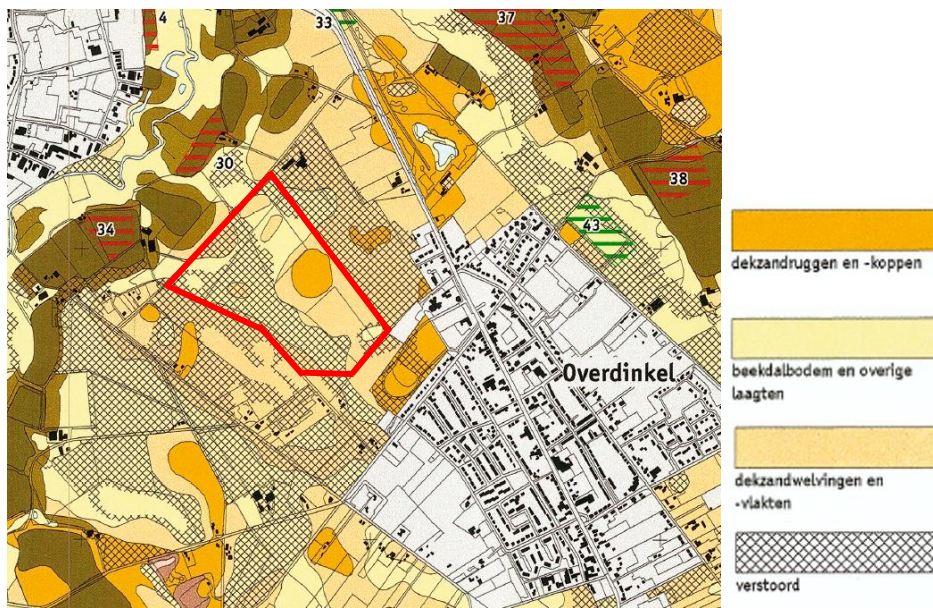 4
33
37
30
38
34
43
Overdinkel
dekzandruggen en -koppen
beekdalbodem en overige
laagten
dekzandwelvingen en
-vlakten
verstoord